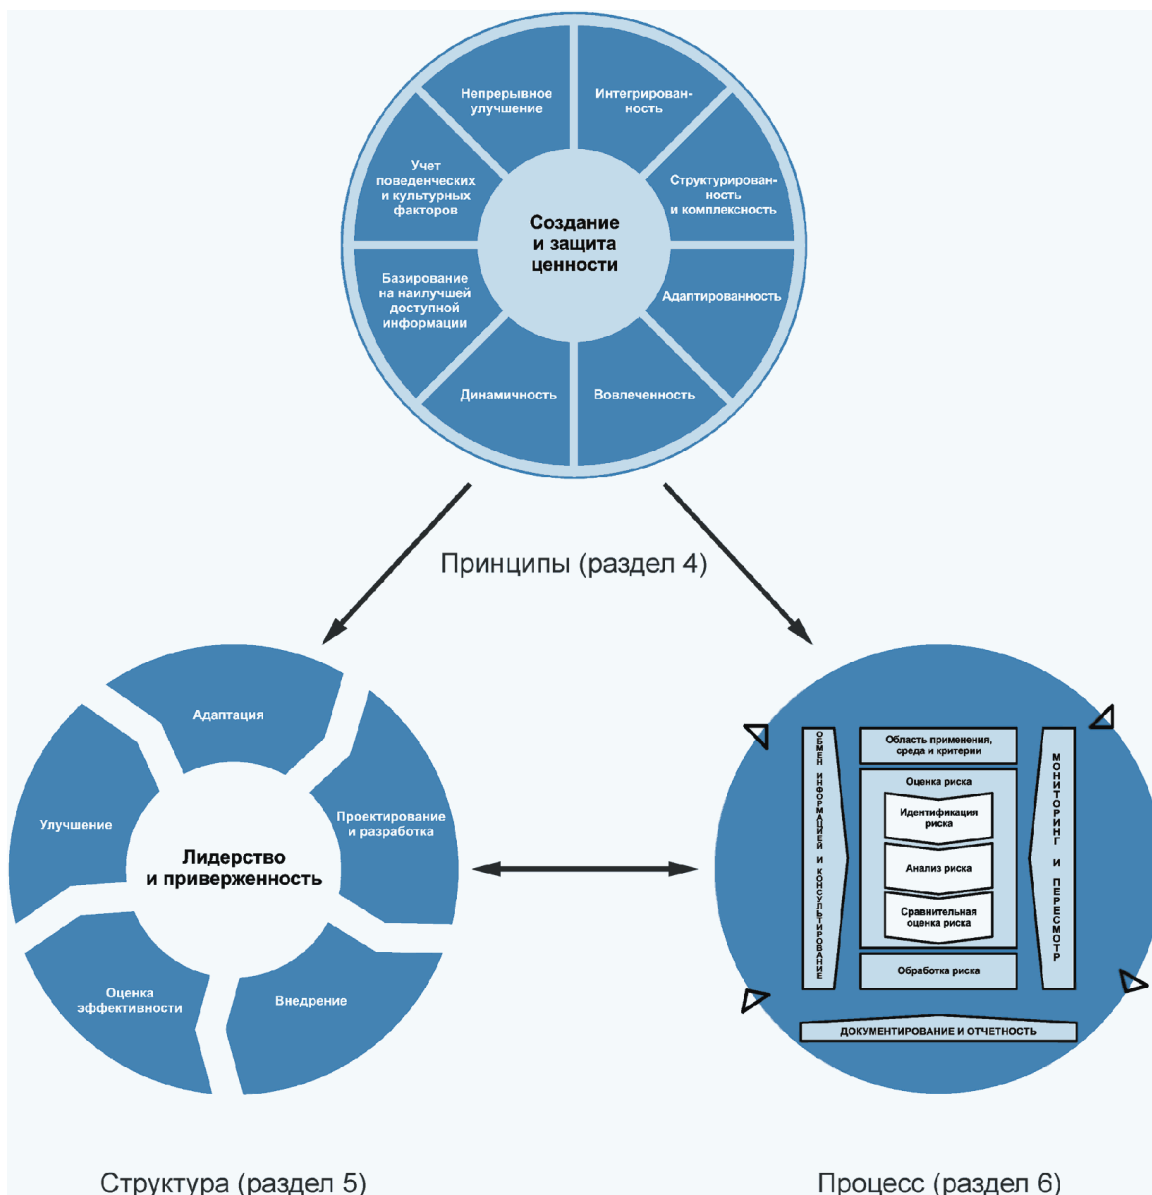 Непрерывное
улучшение
Интегрирован-
ность
Учет
поведенческих
и культурных
факторов
Структурирован-
ность
и комплексность
Создание
и защита
ценности
Базирование
на наилучшей
доступной
информации
Адаптированность
Динамичность
Вовлеченность
Принципы (раздел 4)
Адаптация
Улучшение
Проектирование
и разработка
Лидерство
и приверженность
Оценка
эффективности
Внедрение
Структура (раздел 5)
ОБМЕН ИНФОРМАЦИЕЙ И КОНСУЛЬТИРОВАНИЕ
Область применения,
среда и критерии
Оценка риска
Идентификация
риска
Анализ риска
Сравнительная
оценка риска
Обработка риска
МОНИТОРИНГ И ПЕРЕСМОТР
ДОКУМЕНТИРОВАНИЕ И ОТЧЕТНОСТЬ
Процесс (раздел 6)